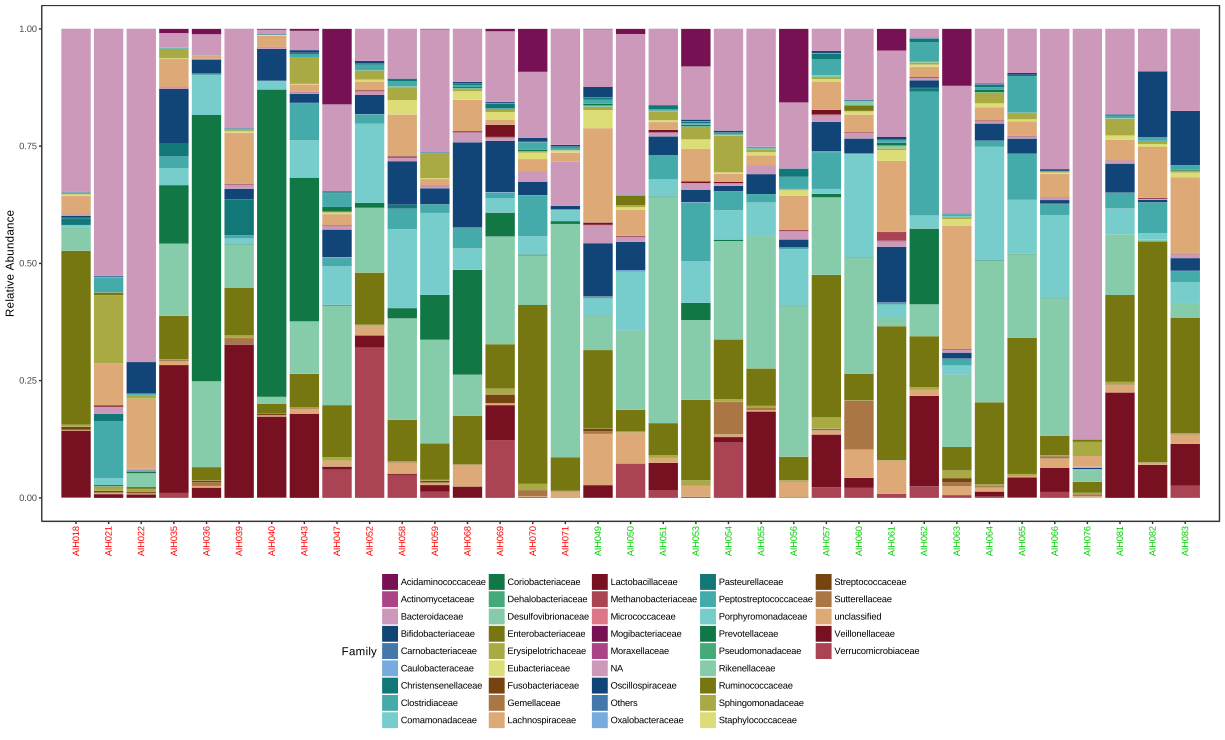 1.00
0.75
0.50
0.25
0.00
Relative Abundance
AIH018 AIH021 AIH022 AIH035 AIH036 AIH039 AIH040 AIH043 AIH047 AIH052 AIH058 AIH059 AIH068 AIH069 AIH070 AIH071 AIH049 AIH050 AIH051 AIH053 AIH054 AIH055 AIH056 AIH057 AIH060 AIH061 AIH062 AIH063 AIH064 AIH065 AIH066 AIH076 AIH081 AIH082 AIH083
Family
Acidaminococcaceae
Actinomycetaceae
Bacteroidaceae
Bifidobacteriaceae
Carnobacteriaceae
Caulobacteraceae
Christensenellaceae
Clostridiaceae
Comamonadaceae
Coriobacteriaceae
Dehalobacteriaceae
Desulfovibrionaceae
Enterobacteriaceae
Erysipelotrichaceae
Eubacteriaceae
Fusobacteriaceae
Gemellaceae
Lachnospiraceae
Lactobacillaceae
Methanobacteriaceae
Micrococcaceae
Mogibacteriaceae
Moraxellaceae
NA
Oscillospiraceae
Others
Oxalobacteraceae
Pasteurellaceae
Peptostreptococcaceae
Porphyromonadaceae
Prevotellaceae
Pseudomonadaceae
Rikenellaceae
Ruminococcaceae
Sphingomonadaceae
Staphylococcaceae
Streptococcaceae
Sutterellaceae
unclassified
Veillonellaceae
Verrucomicrobiaceae